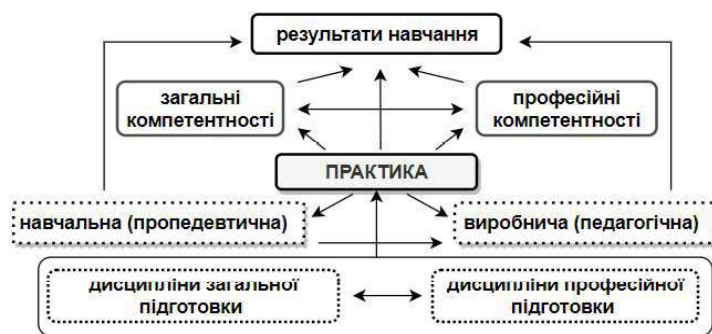 результати навчання
загальні
компетентності
професійні
компетентності
ПРАКТИКА
навчальна (пропедевтична)
виробнича (педагогічна)
дисципліни загальної
підготовки
дисципліни професійної
підготовки